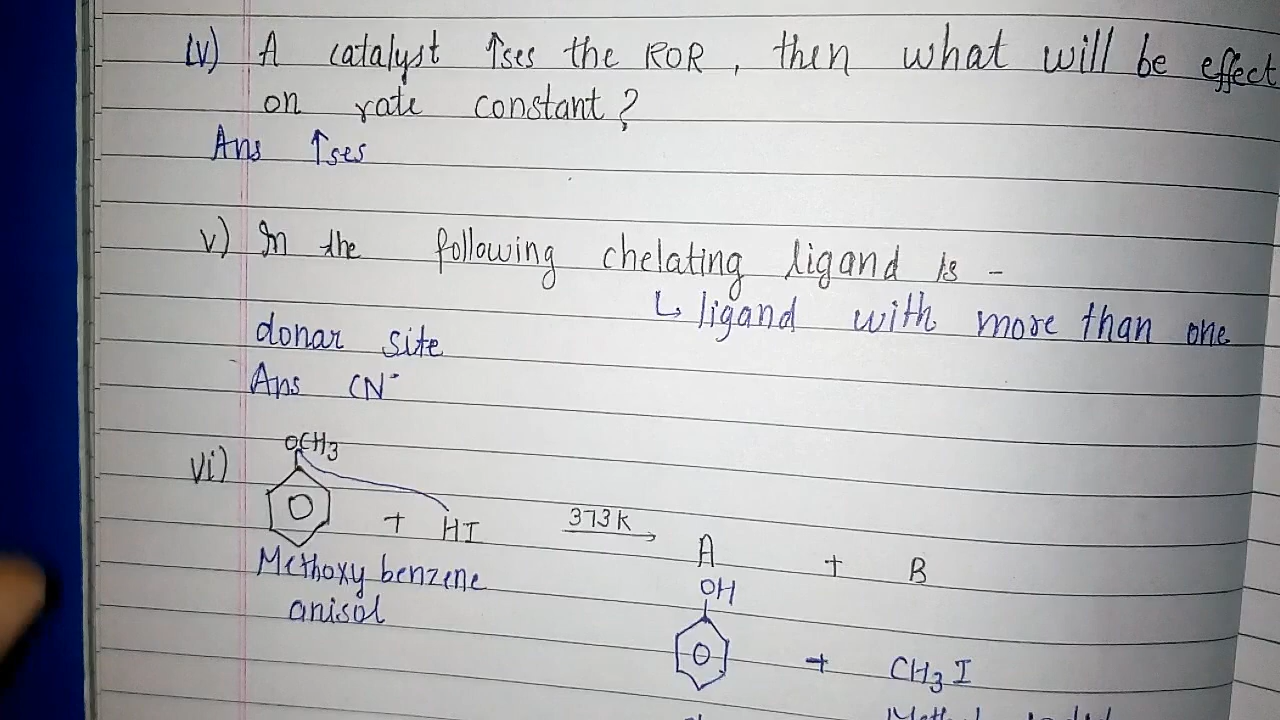 iv) A catalyst ↑ses the ROR, then what will be effect
on rate constant?
Ans ↑ses
v) In the following chelating ligand is -
↳ ligand with more than one
donar site
Ans CN⁻
OCH3
vi) + HI 373K → A + B
Methoxy benzene
anisol
OH
+ CH3I